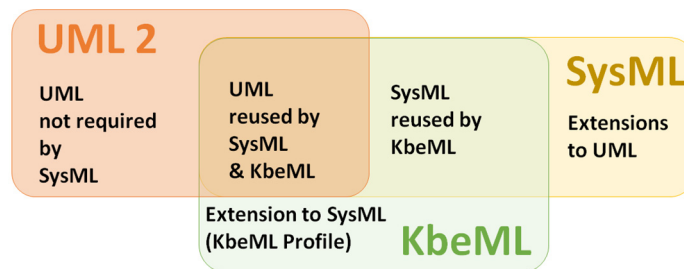 UML 2
UML
not required
by
SysML
UML
reused by
SysML
& KbeML
SysML
reused by
KbeML
SysML
Extensions
to UML
Extension to SysML
(KbeML Profile)
KbeML